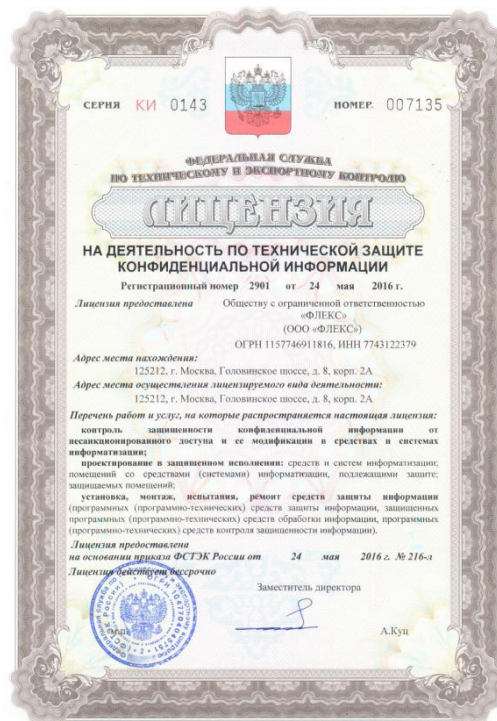 СЕРИЯ КИ 0143 НОМЕР 007135
ФЕДЕРАЛЬНАЯ СЛУЖБА
ПО ТЕХНИЧЕСКОМУ И ЭКСПОРТНОМУ КОНТРОЛЮ
ЛИЦЕНЗИЯ
НА ДЕЯТЕЛЬНОСТЬ ПО ТЕХНИЧЕСКОЙ ЗАЩИТЕ
КОНФИДЕНЦИАЛЬНОЙ ИНФОРМАЦИИ
Регистрационный номер 2901 от 24 мая 2016 г.
Лицензия предоставлена Обществу с ограниченной ответственностью
«ФЛЕКС»
(ООО «ФЛЕКС»)
ОГРН 1157746911816, ИНН 7743122379
Адрес места нахождения:
125212, г. Москва, Головинское шоссе, д. 8, корп. 2А
Адрес места осуществления лицензируемого вида деятельности:
125212, г. Москва, Головинское шоссе, д. 8, корп. 2А
Перечень работ и услуг, на которые распространяется настоящая лицензия:
контроль защищенности конфиденциальной информации от
несанкционированного доступа и ее модификации в средствах и системах
информатизации;
проектирование в защищенном исполнении: средств и систем информатизации;
помещений со средствами (системами) информатизации, подлежащими защите;
защищаемых помещений;
установка, монтаж, испытания, ремонт средств защиты информации
(программных (программно-технических) средств защиты информации, защищенных
программных (программно-технических) средств обработки информации, программных
(программно-технических) средств контроля защищенности информации).
Лицензия предоставлена
на основании приказа ФСТЭК России от 24 мая 2016 г. № 216-л
Лицензия действует бессрочно
Заместитель директора
м.п. А.Куц